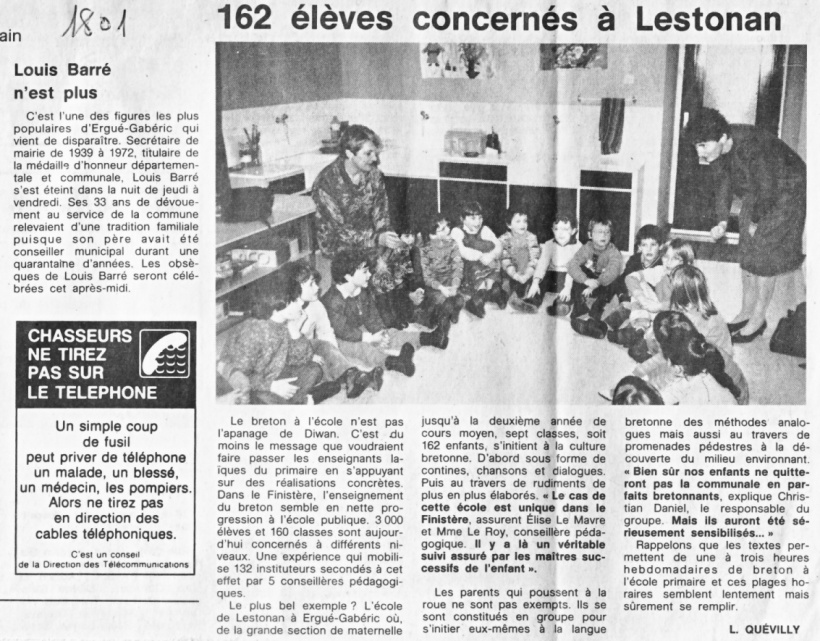 ain
1801
Louis Barré
n'est plus
C'est l'une des figures les plus
populaires d'Ergué-Gabéric qui
vient de disparaître. Secrétaire de
mairie de 1939 à 1972, titulaire de
la médaille d'honneur départemen-
tale et communale, Louis Barré
s'est éteint dans la nuit de jeudi à
vendredi. Ses 33 ans de dévoue-
ment au service de la commune
relevaient d'une tradition familiale
puisque son père avait été
conseiller municipal durant une
quarantaine d'années. Les obsè-
ques de Louis Barré seront célé-
brées cet après-midi.
CHASSEURS
NE TIREZ
PAS SUR
LE TELEPHONE
Un simple coup
de fusil
peut priver de téléphone
un malade, un blessé,
un médecin, les pompiers.
Alors ne tirez pas
en direction des
cables téléphoniques.
C'est un conseil
de la Direction des Télécommunications
162 élèves concernés à Lestonan
Le breton à l'école n'est pas
l'apanage de Diwan. C'est du
moins le message que voudraient
faire passer les enseignants la-
ïques du primaire en s'appuyant
sur des réalisations concrètes.
Dans le Finistère, l'enseignement
du breton semble en nette pro-
gression à l'école publique. 3 000
élèves et 160 classes sont aujour-
d'hui concernés à différents ni-
veaux. Une expérience qui mobili-
se 132 instituteurs secondés à cet
effet par 5 conseillers pédagogi-
ques.
Le plus bel exemple ? L'école
de Lestonan à Ergué-Gabéric où,
de la grande section de maternelle
jusqu'à la deuxième année de
cours moyen, sept classes, soit
162 enfants, s'initient à la culture
bretonne. D'abord sous forme de
contines, chansons et dialogues.
Puis au travers de rudiments de
plus en plus élaborés. « Le cas de
cette école est unique dans le
Finistère, assurent Élise Le Mavre
et Mme Le Roy, conseillère péda-
gogique. Il y a là un véritable
suivi assuré par les maîtres suc-
cessifs de l'enfant ».
Les parents qui poussent à la
roue ne sont pas exempts. Ils se
sont constitués en groupe pour
s'initier eux-mêmes à la langue
bretonne des méthodes analo-
gues mais aussi au travers de
promenades pédestres à la dé-
couverte du milieu environnant.
« Bien sûr nos enfants ne quitte-
ront pas la communale en par-
faits bretonnants, explique Chris-
tian Daniel, le responsable du
groupe. Mais ils auront été sé-
rieusement sensibilisés... »
Rappelons que les textes per-
mettent de une à trois heures
hebdomadaires de breton à
l'école primaire et ces plages ho-
raires semblent lentement mais
sûrement se remplir.
L. QUÉVILLY